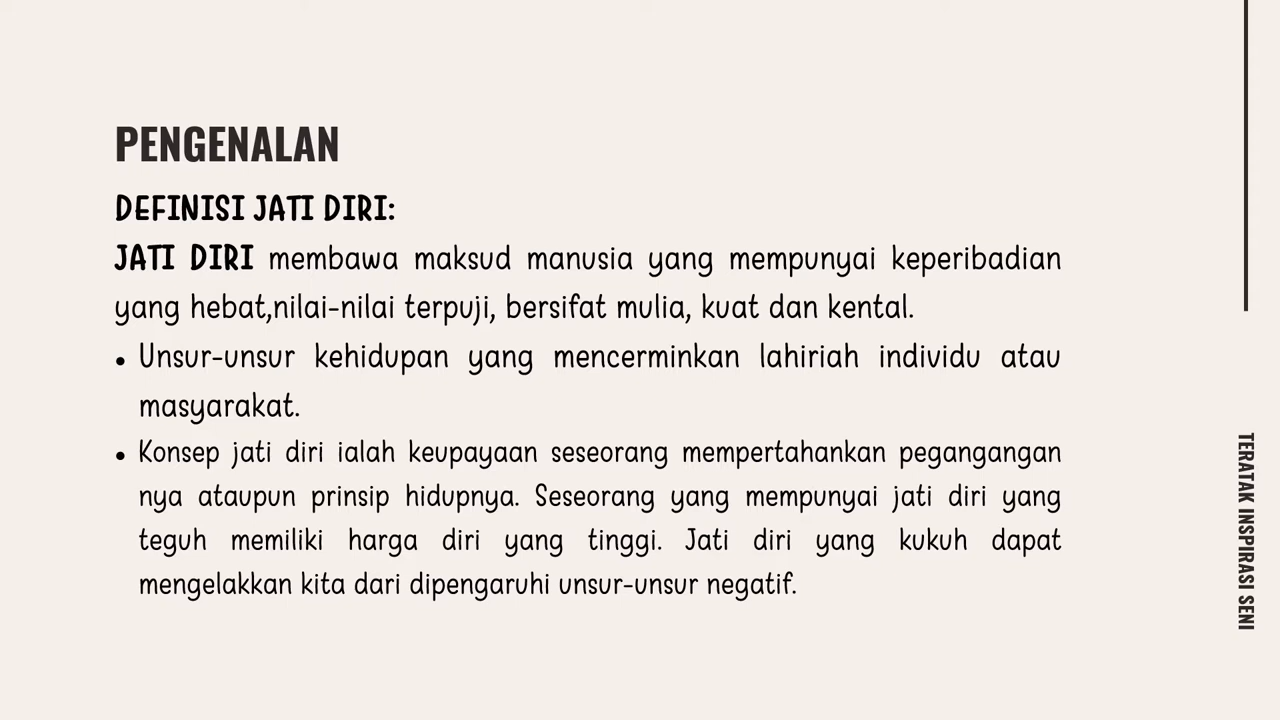 PENGENALAN
DEFINISI JATI DIRI:
JATI DIRI membawa maksud manusia yang mempunyai keperibadian
yang hebat,nilai-nilai terpuji, bersifat mulia, kuat dan kental.
• Unsur-unsur kehidupan yang mencerminkan lahiriah individu atau
masyarakat.
• Konsep jati diri ialah keupayaan seseorang mempertahankan pegangangan
nya ataupun prinsip hidupnya. Seseorang yang mempunyai jati diri yang
teguh memiliki harga diri yang tinggi. Jati diri yang kukuh dapat
mengelakkan kita dari dipengaruhi unsur-unsur negatif.
TERATAK INSPIRASI SENI